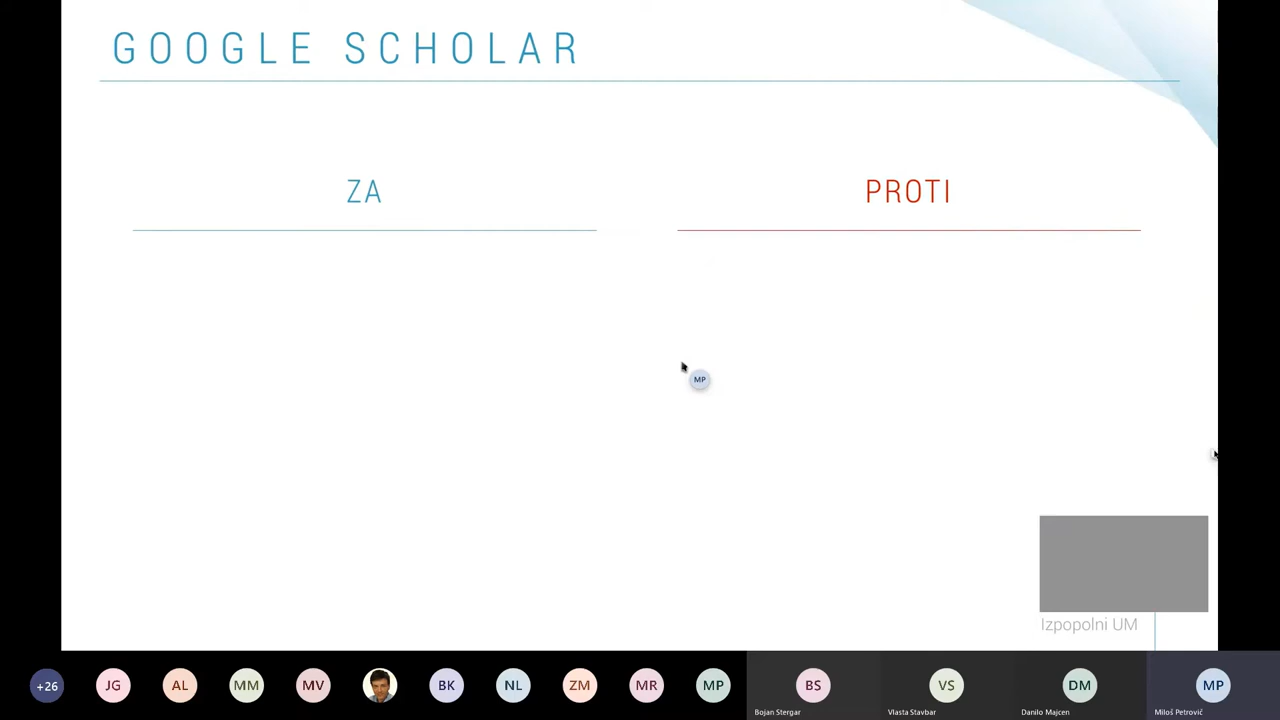 GOOGLE SCHOLAR
ZA
PROTI
MP
Izpopolni UM
+26
JG
AL
MM
MV
BK
NL
ZM
MR
MP
BS
VS
DM
MP
Bojan Stergar
Vlasta Stavbar
Danilo Majcen
Miloš Petrovič